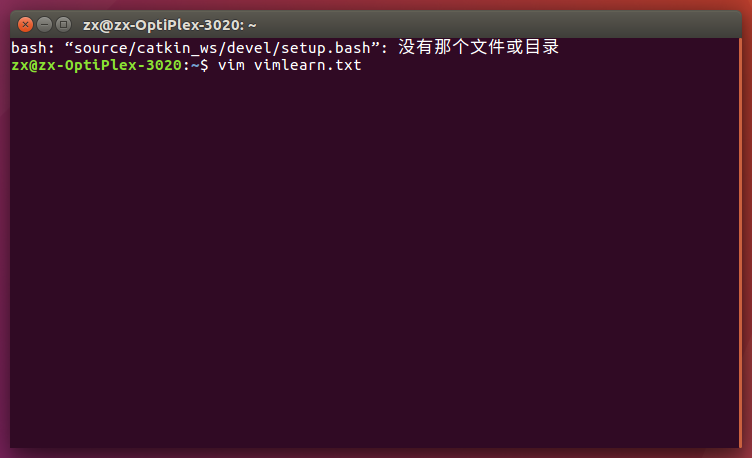 zx@zx-OptiPlex-3020: ~
bash: “source/catkin_ws/devel/setup.bash”: 没有那个文件或目录
zx@zx-OptiPlex-3020:~$ vim vimlearn.txt